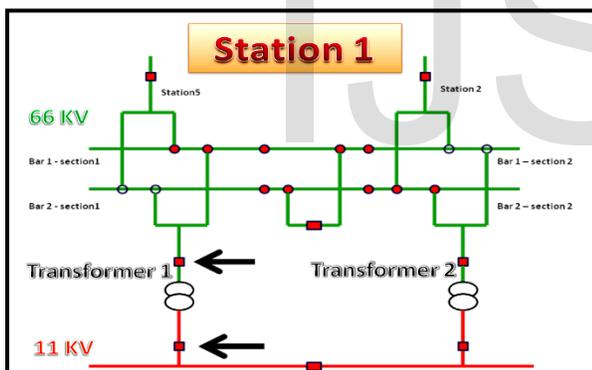 IJS
Station 1
Station5
Station 2
66 KV
Bar 1 - section1
Bar 1 – section 2
Bar 2 - section1
Bar 2 – section 2
Transformer 1
Transformer 2
11 KV